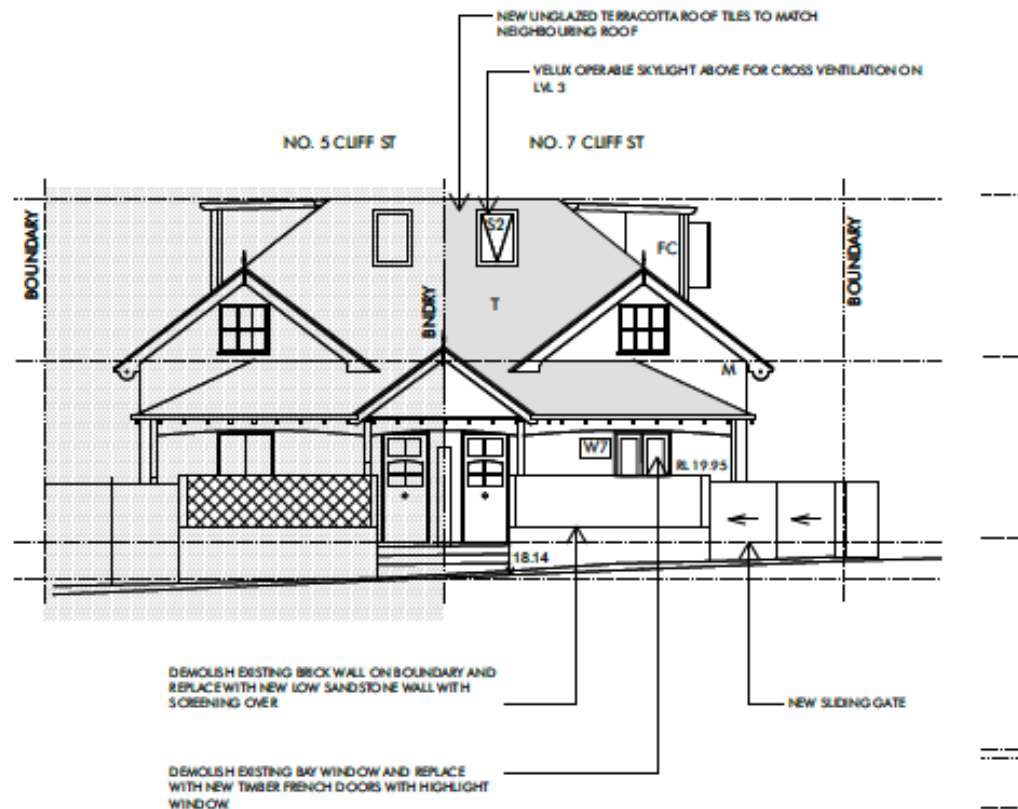 NEW UNGLAZED TERRACOTTA ROOF TILES TO MATCH
NEIGHBOURING ROOF
VELUX OPERABLE SKYLIGHT ABOVE FOR CROSS VENTILATION ON
LVL 3
NO. 5 CLIFF ST
NO. 7 CLIFF ST
BOUNDARY
BNDRY
BOUNDARY
S2
FC
T
M
W7
RL 19.95
18.14
DEMOLISH EXISTING BRICK WALL ON BOUNDARY AND
REPLACE WITH NEW LOW SANDSTONE WALL WITH
SCREENING OVER
NEW SLIDING GATE
DEMOLISH EXISTING BAY WINDOW AND REPLACE
WITH NEW TIMBER FRENCH DOORS WITH HIGHLIGHT
WINDOW